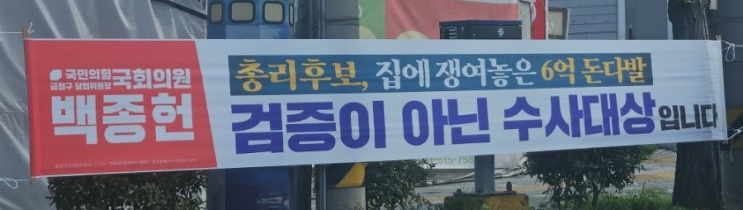 국민의힘
금정구 당협위원장
국회의원
백종헌
총리후보, 집에 쟁여놓은 6억 돈다발
검증이 아닌 수사대상입니다